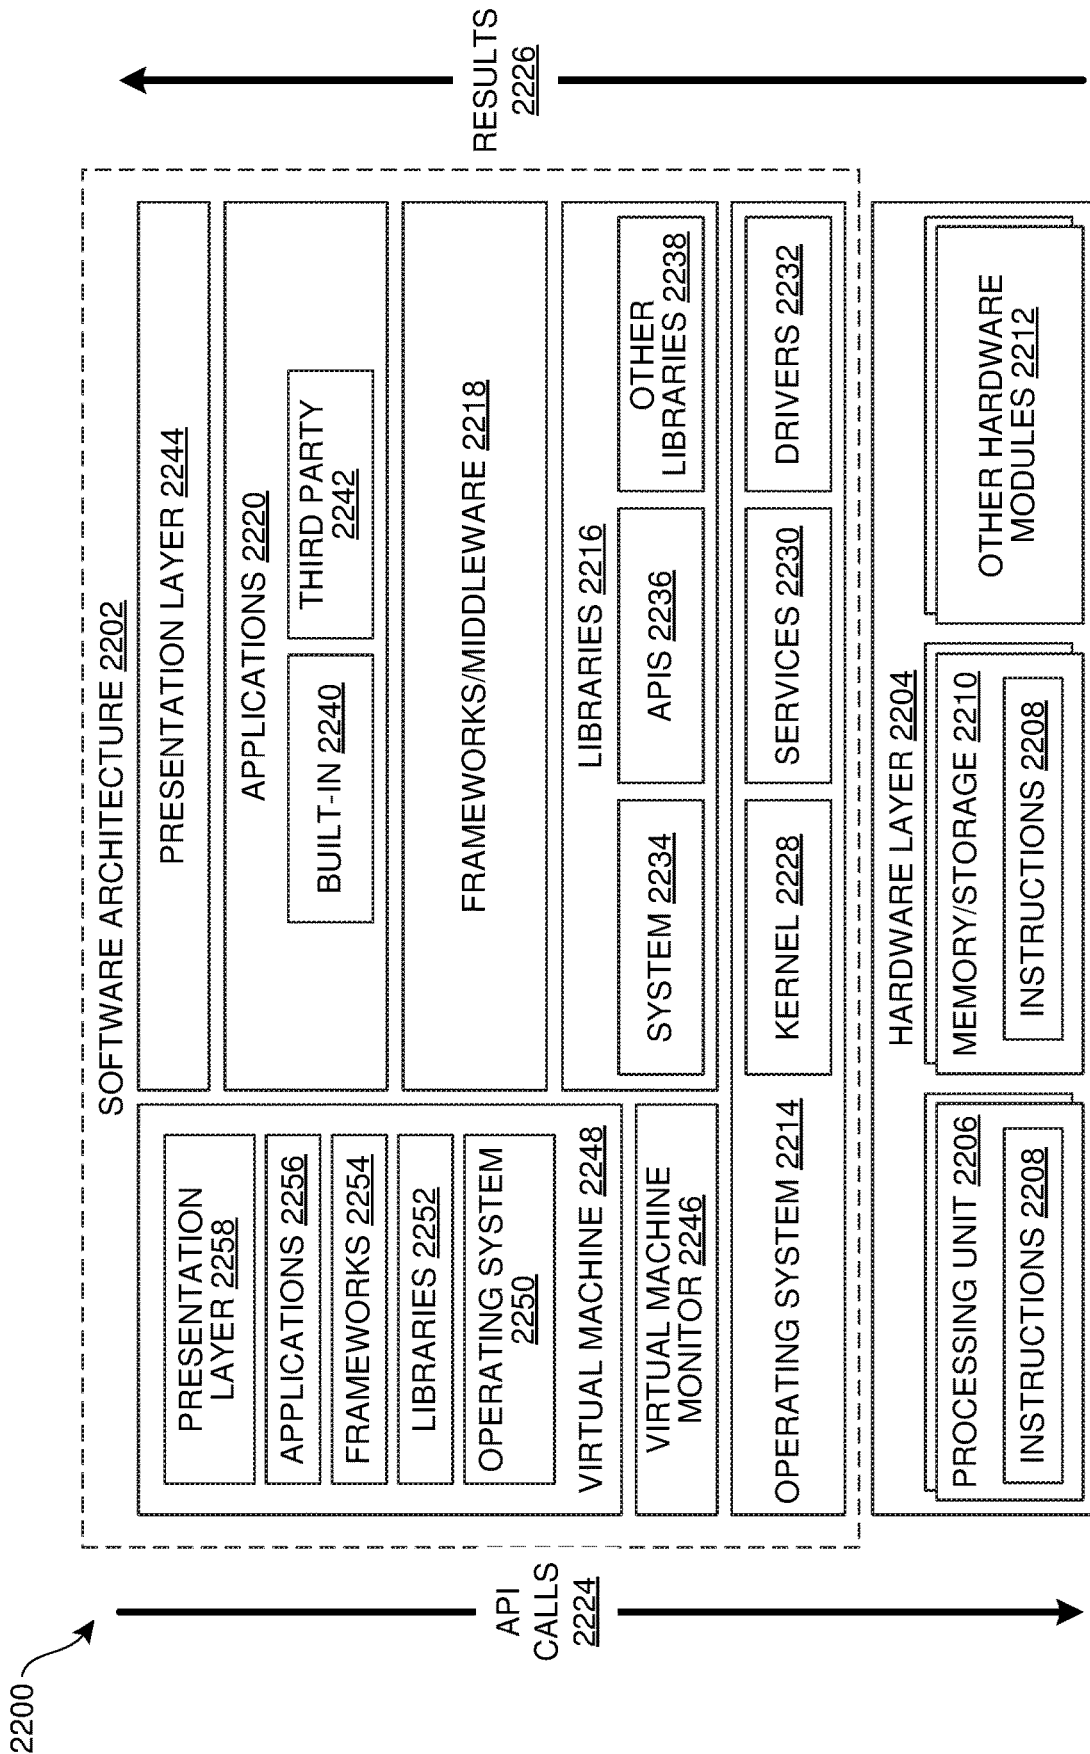 2200
SOFTWARE ARCHITECTURE 2202
PRESENTATION
LAYER 2258
APPLICATIONS 2256
FRAMEWORKS 2254
LIBRARIES 2252
OPERATING SYSTEM
2250
VIRTUAL MACHINE 2248
VIRTUAL MACHINE
MONITOR 2246
PRESENTATION LAYER 2244
APPLICATIONS 2220
BUILT-IN 2240
THIRD PARTY
2242
FRAMEWORKS/MIDDLEWARE 2218
LIBRARIES 2216
SYSTEM 2234
APIS 2236
OTHER
LIBRARIES 2238
OPERATING SYSTEM 2214
KERNEL 2228
SERVICES 2230
DRIVERS 2232
HARDWARE LAYER 2204
PROCESSING UNIT 2206
INSTRUCTIONS 2208
MEMORY/STORAGE 2210
INSTRUCTIONS 2208
OTHER HARDWARE
MODULES 2212
API
CALLS
2224
RESULTS
2226